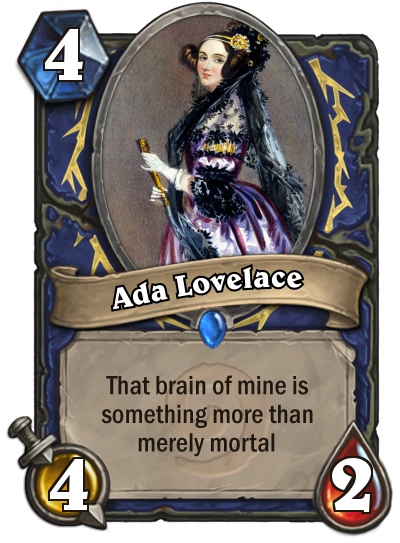 4
Ada Lovelace
That brain of mine is
something more than
merely mortal
4
2